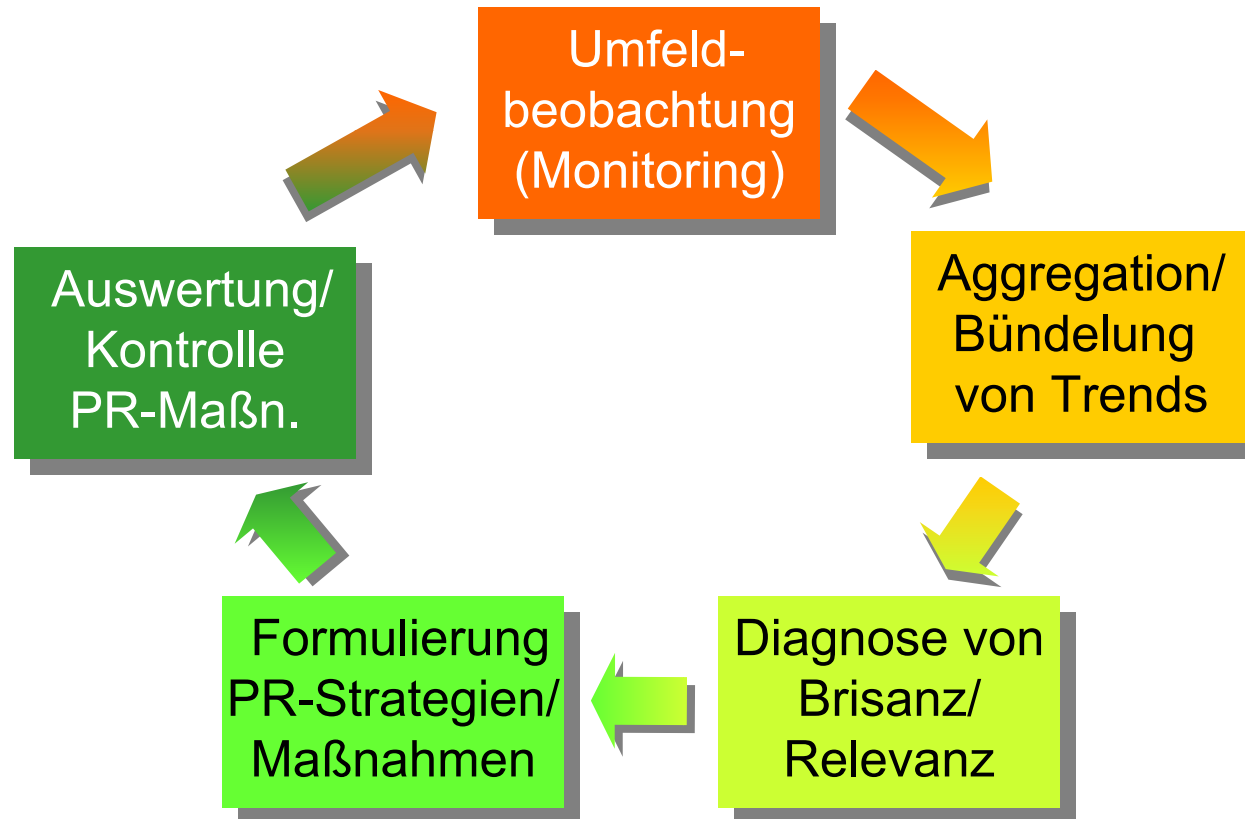 Umfeld-
beobachtung
(Monitoring)
Aggregation/
Bündelung
von Trends
Diagnose von
Brisanz/
Relevanz
Formulierung
PR-Strategien/
Maßnahmen
Auswertung/
Kontrolle
PR-Maßn.